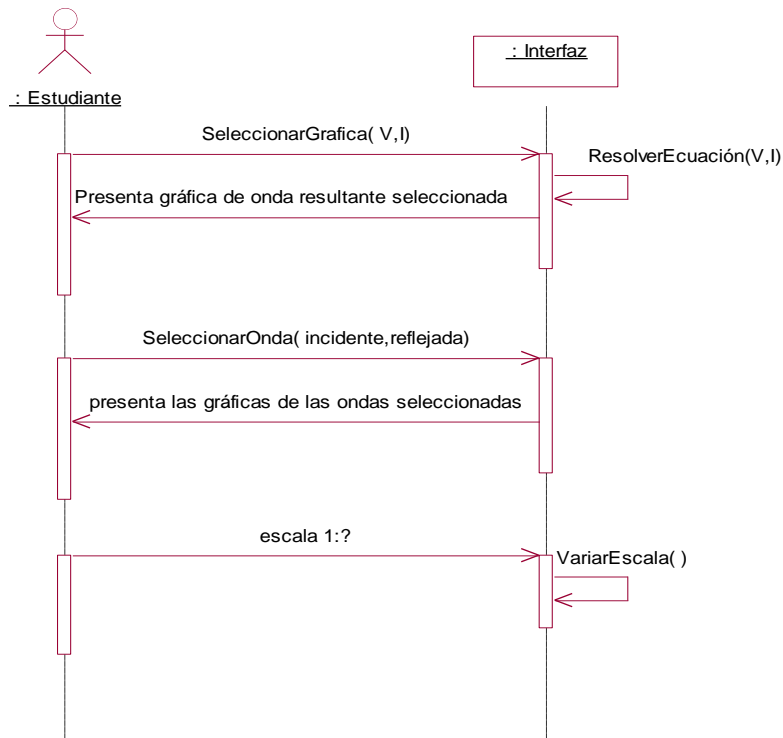 : Estudiante
: Interfaz
SeleccionarGrafica( V,I)
ResolverEcuación(V,I)
Presenta gráfica de onda resultante seleccionada
SeleccionarOnda( incidente,reflejada)
presenta las gráficas de las ondas seleccionadas
escala 1:?
VariarEscala( )